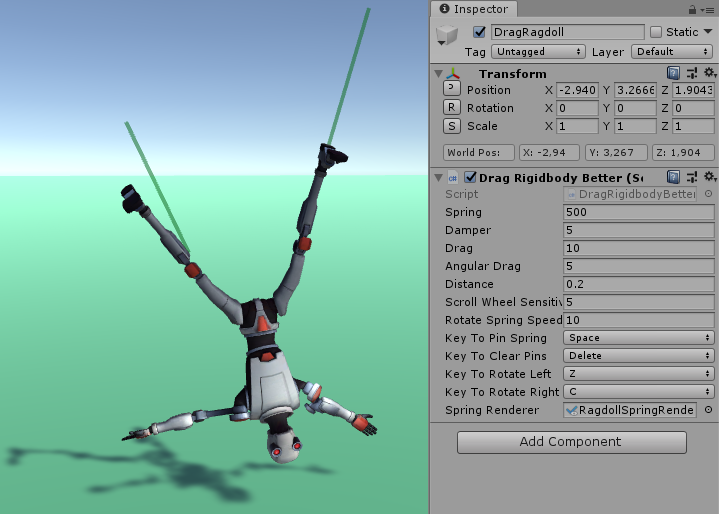 Inspector
DragRagdoll Static
Tag Untagged Layer Default
Transform
P Position X -2.940 Y 3.2666 Z 1.9043
R Rotation X 0 Y 0 Z 0
S Scale X 1 Y 1 Z 1
World Pos: X: -2,94 Y: 3,267 Z: 1,904
C# Drag Rigidbody Better (Sc
Script DragRigidbodyBetter
Spring 500
Damper 5
Drag 10
Angular Drag 5
Distance 0.2
Scroll Wheel Sensitiv 5
Rotate Spring Speed 10
Key To Pin Spring Space
Key To Clear Pins Delete
Key To Rotate Left Z
Key To Rotate Right C
Spring Renderer RagdollSpringRende
Add Component